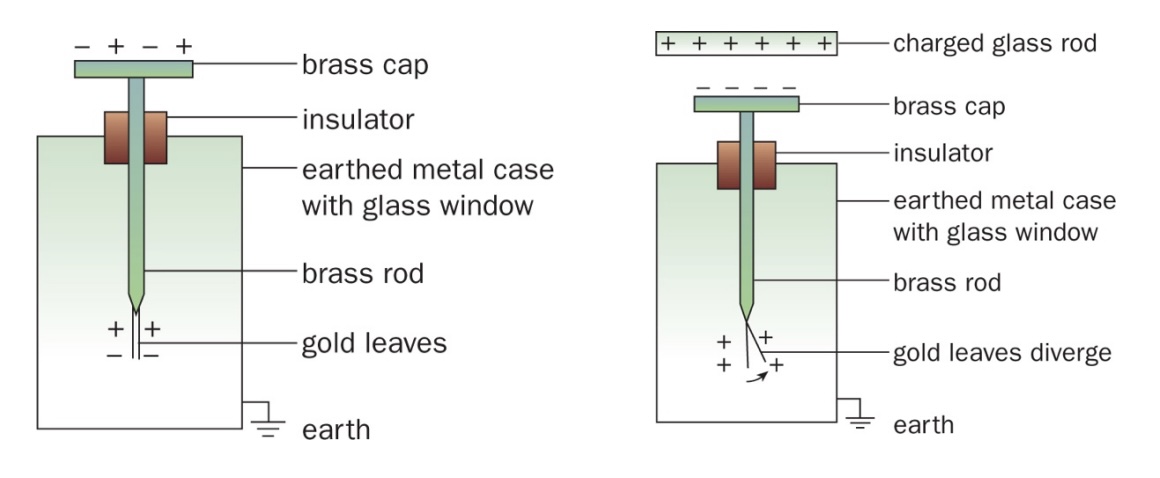 − + − +
brass cap
insulator
earthed metal case
with glass window
brass rod
+ +
− −
gold leaves
earth
+ + + + + +
charged glass rod
− − − −
brass cap
insulator
earthed metal case
with glass window
brass rod
+ +
+ +
gold leaves diverge
earth